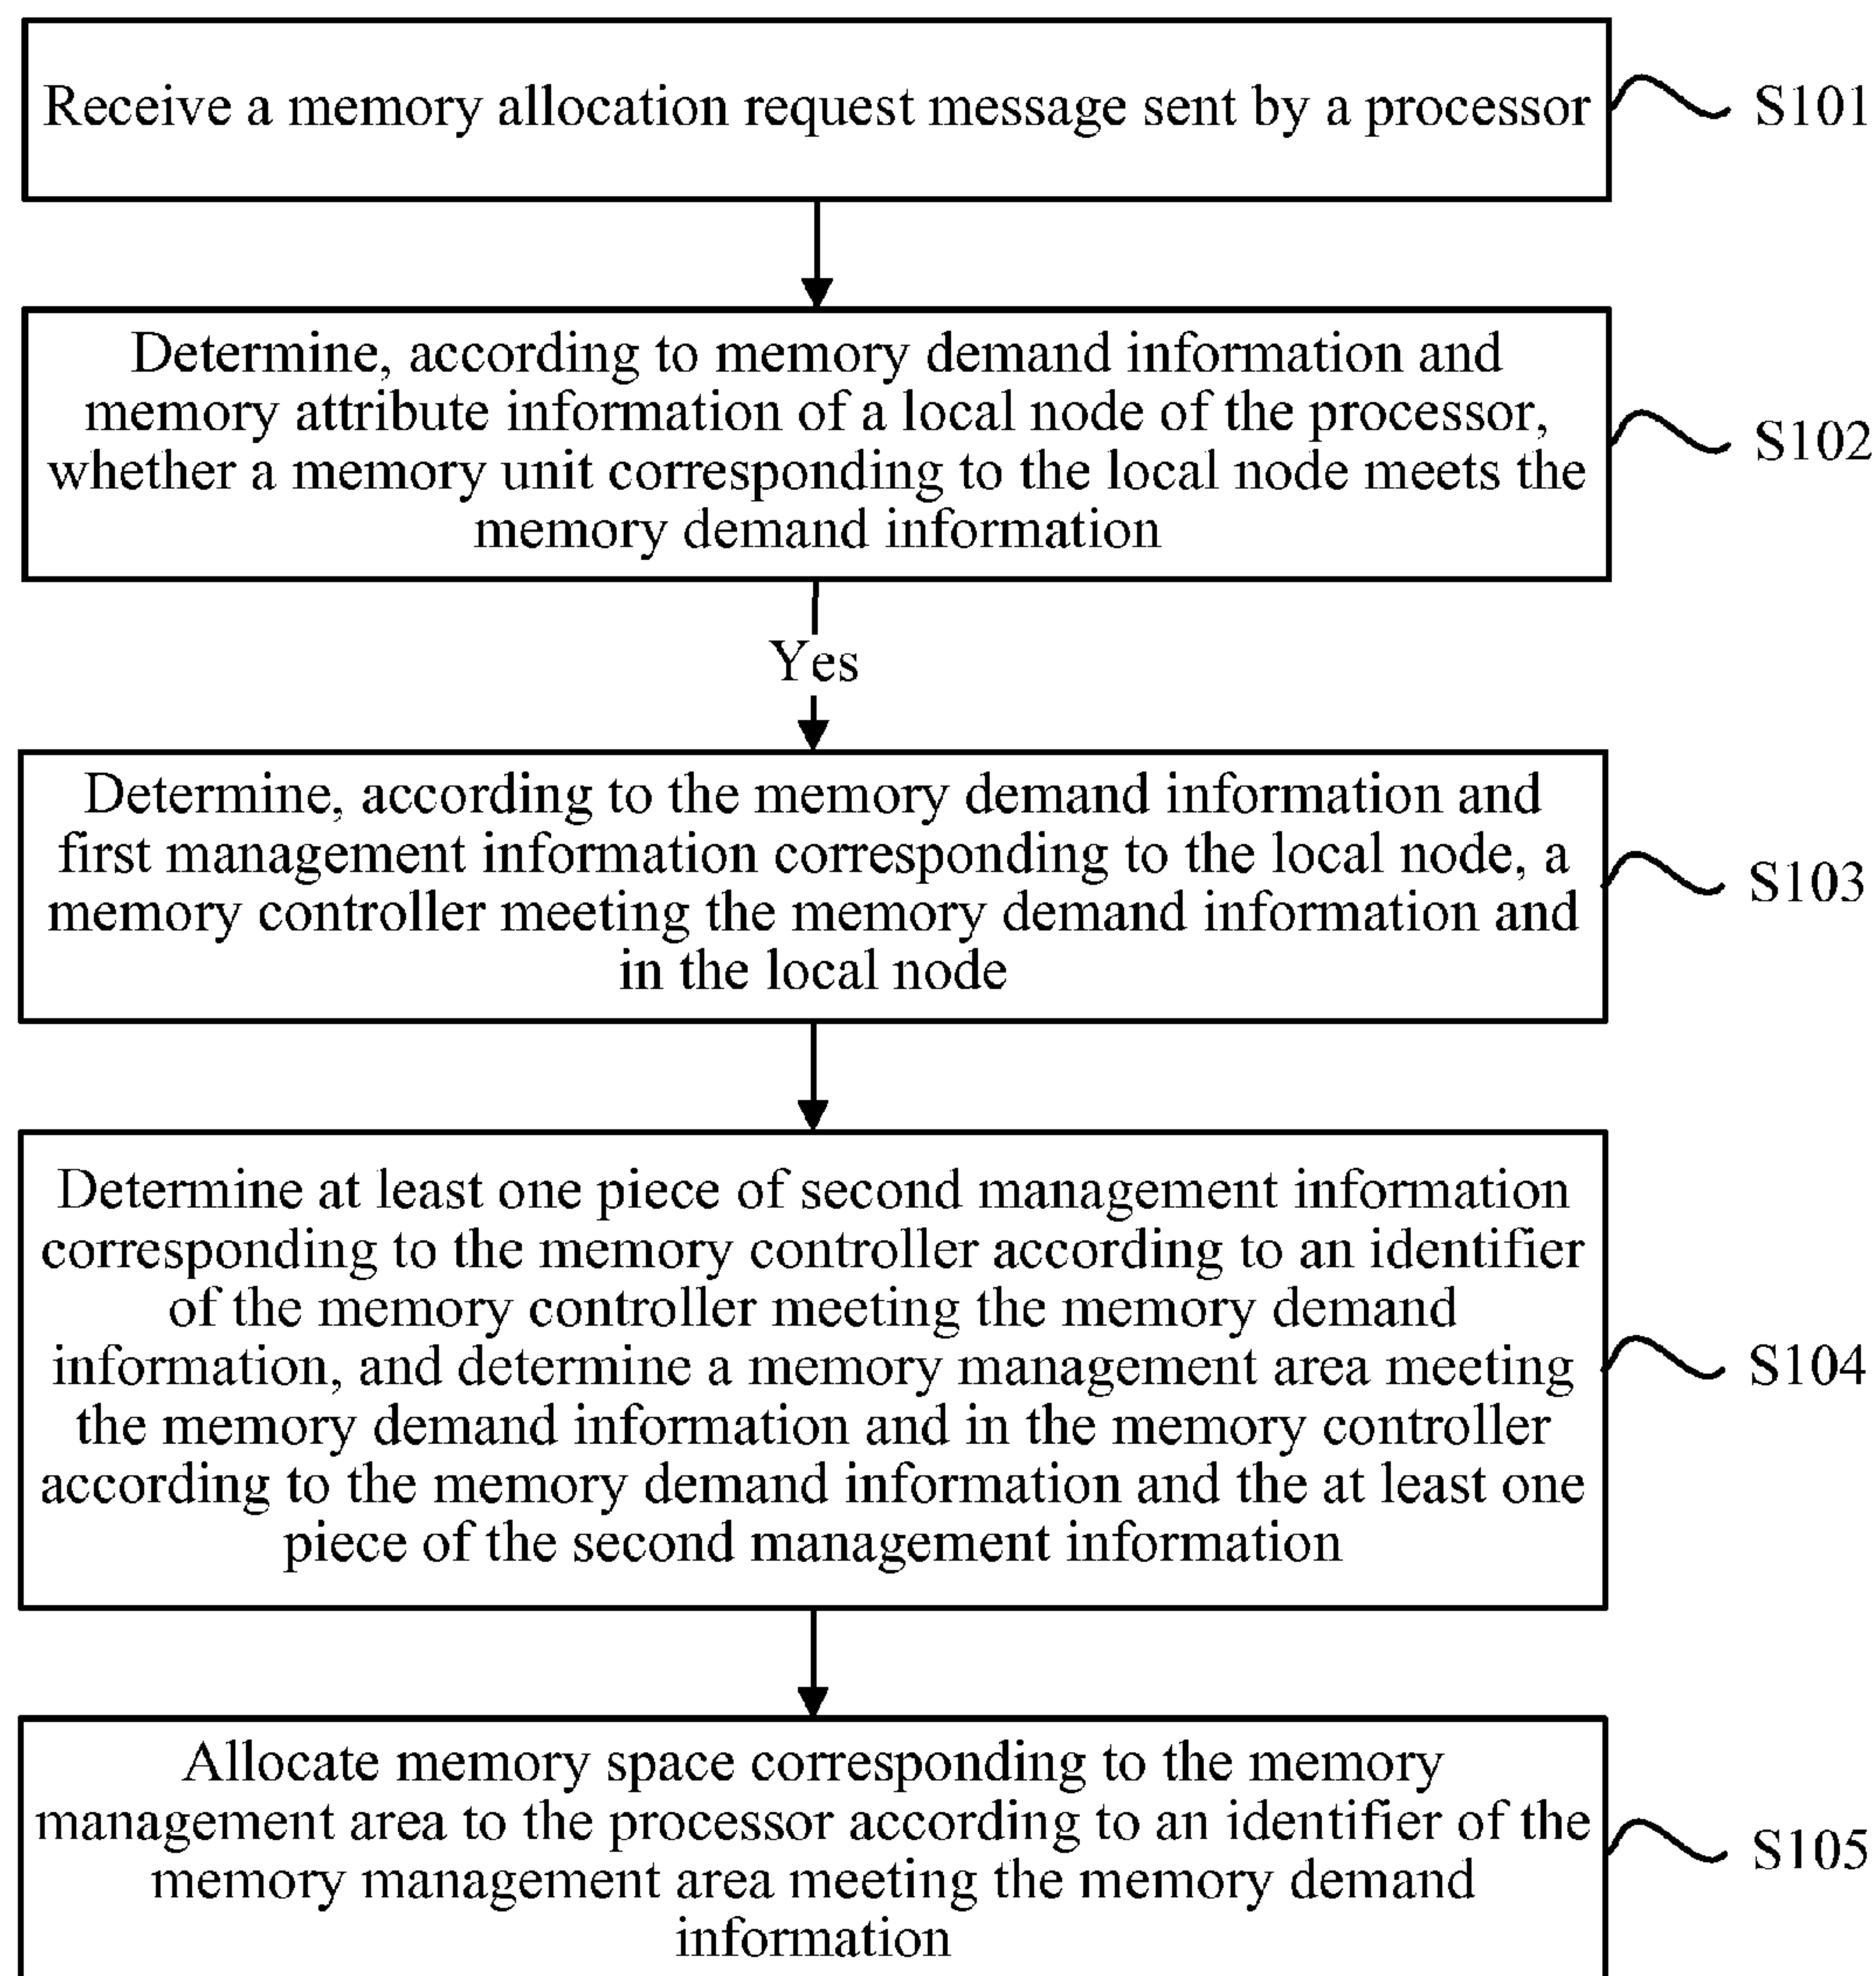 Receive a memory allocation request message sent by a processor
S101
Determine, according to memory demand information and
memory attribute information of a local node of the processor,
whether a memory unit corresponding to the local node meets the
memory demand information
S102
Yes
Determine, according to the memory demand information and
first management information corresponding to the local node, a
memory controller meeting the memory demand information and
in the local node
S103
Determine at least one piece of second management information
corresponding to the memory controller according to an identifier
of the memory controller meeting the memory demand
information, and determine a memory management area meeting
the memory demand information and in the memory controller
according to the memory demand information and the at least one
piece of the second management information
S104
Allocate memory space corresponding to the memory
management area to the processor according to an identifier of the
memory management area meeting the memory demand
information
S105